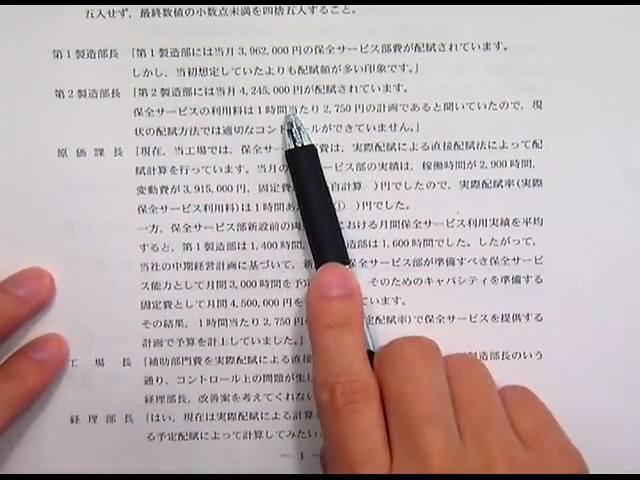 五入せず，最終数値の小数点未満を四捨五入すること。
第1製造部長 「第1製造部には当月3,962,000円の保全サービス部費が配賦されています。
しかし，当初想定していたよりも配賦額が多い印象です。」
第2製造部長 「第2製造部には当月4,245,000円が配賦されています。
保全サービスの利用料は1時間当たり2,750円の計画であると聞いていたので，現
状の配賦方法では適切なコント ールができていません。」
原価課長 「現在，当工場では，保全サー 費は，実際配賦による直接配賦法によって配
賦計算を行っています。当月の ス部の実績は，稼働時間が2,900時間，
変動費が3,915,000円，固定費 自計算 ）円でしたので，実際配賦率(実際
保全サービス利用料)は1時間あ ① ）円でした。
一方，保全サービス部新設前の両 における月間保全サービス利用実績を平均
すると，第1製造部は1,400時間， 造部は1,600時間でした。したがって，
当社の中期経営計画に基づいて，新 保全サービス部が準備すべき保全サービ
ス能力として月間3,000時間を予定 そのためのキャパシティを準備する
固定費として月間4,500,000円を ています。
その結果，1時間当たり2,750円 定配賦率)で保全サービスを提供する
計画で予算を計上していました。」
工場長 「補助部門費を実際配賦による直接 製造部長のいう
通り，コントロール上の問題が生
経理部長，改善案を考えてくれない
経理部長 「はい，現在は実際配賦による計算
る予定配賦によって計算してみたい
— 1